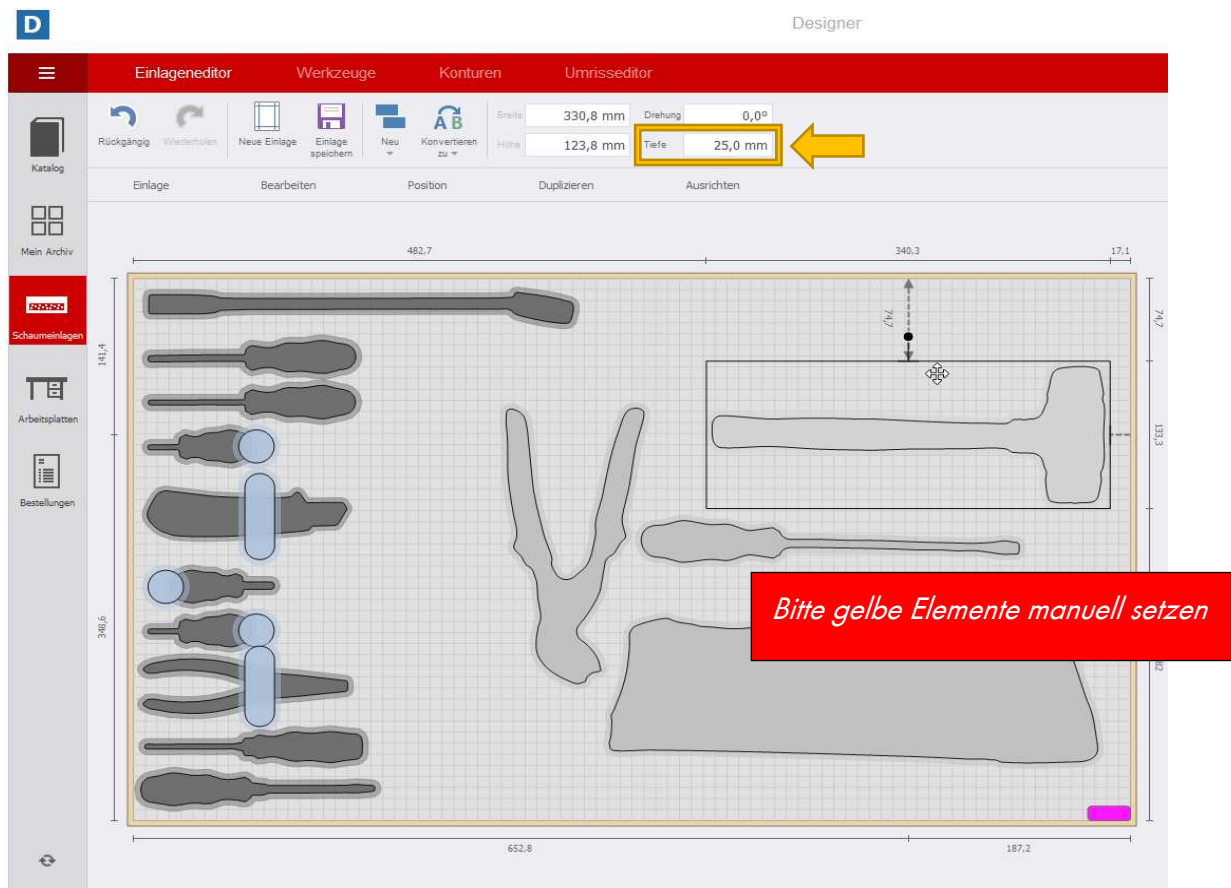 D
Designer
Einlageneditor Werkzeuge Konturen Umrisseditor
Rückgängig Wiederholen Neue Einlage Einlage speichern Neu A B Konvertieren zu
Breite 330,8 mm Drehung 0,0°
Höhe 123,8 mm Tiefe 25,0 mm
Einlage Bearbeiten Position Duplizieren Ausrichten
Katalog
Mein Archiv
Schaumeinlagen
Arbeitsplatten
Bestellungen
482,7 340,3 17,1
74,7
74,7
141,4
133,3
348,6
Bitte gelbe Elemente manuell setzen
82
652,8 187,2